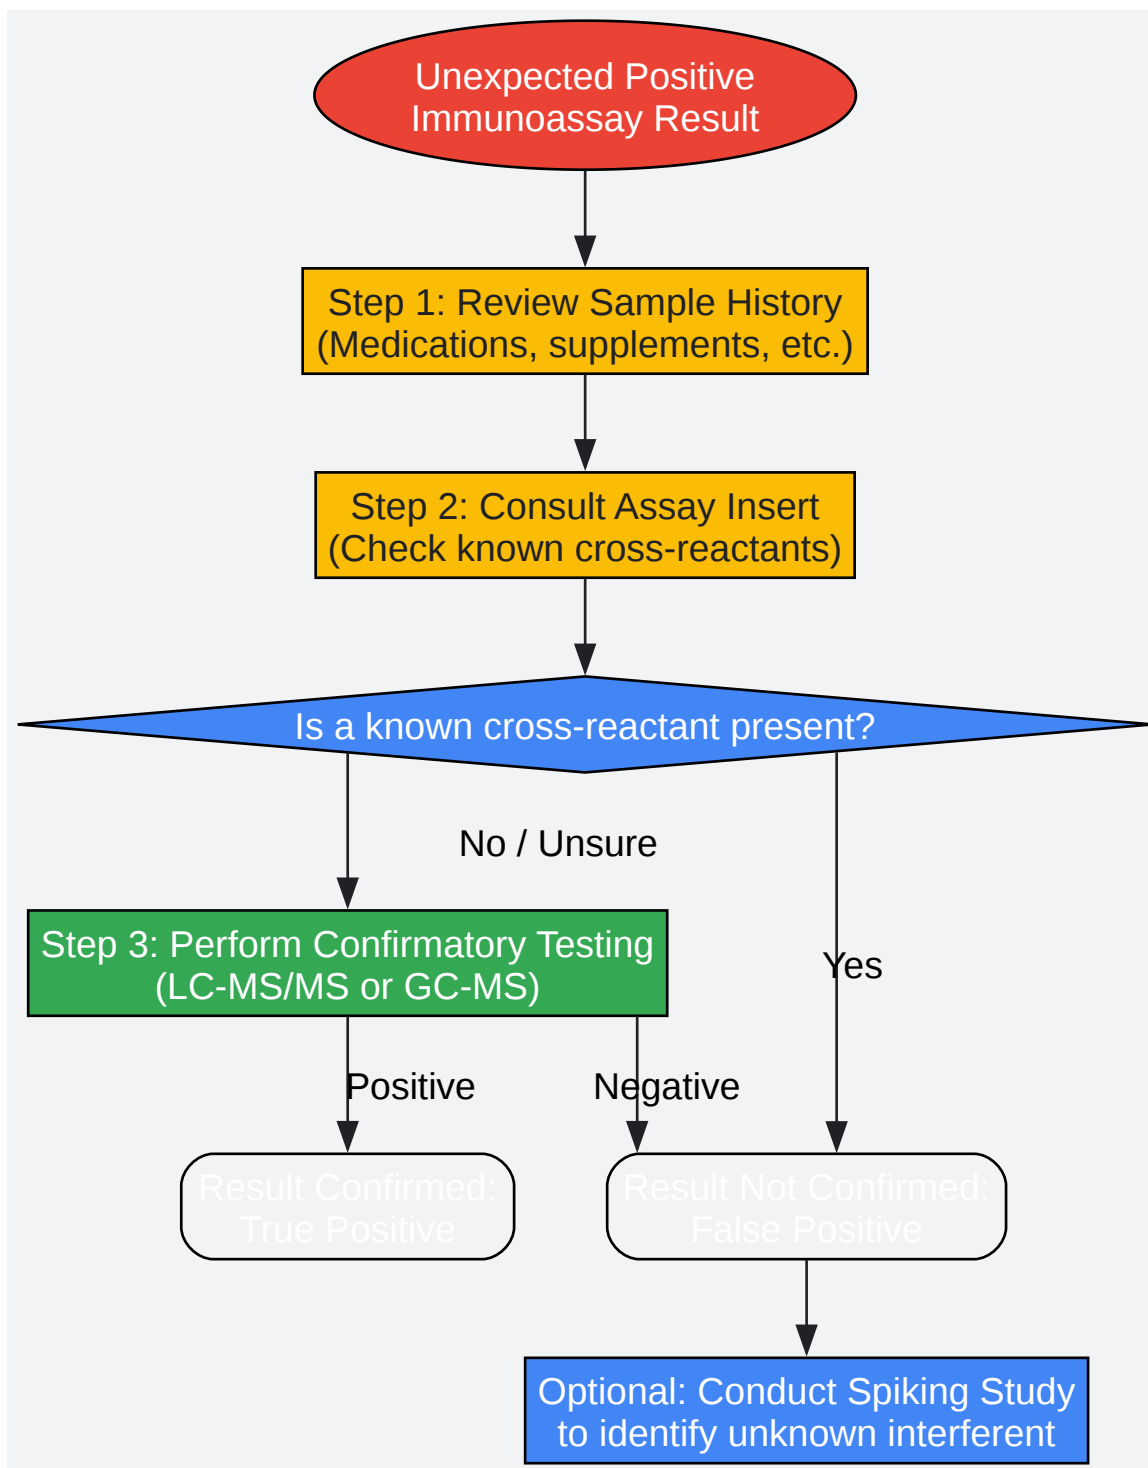 Unexpected Positive
Immunoassay Result
Step 1: Review Sample History
(Medications, supplements, etc.)
Step 2: Consult Assay Insert
(Check known cross-reactants)
Is a known cross-reactant present?
No / Unsure
Step 3: Perform Confirmatory Testing
(LC-MS/MS or GC-MS)
Yes
Positive
Negative
Result Confirmed:
True Positive
Result Not Confirmed:
False Positive
Optional: Conduct Spiking Study
to identify unknown interferent